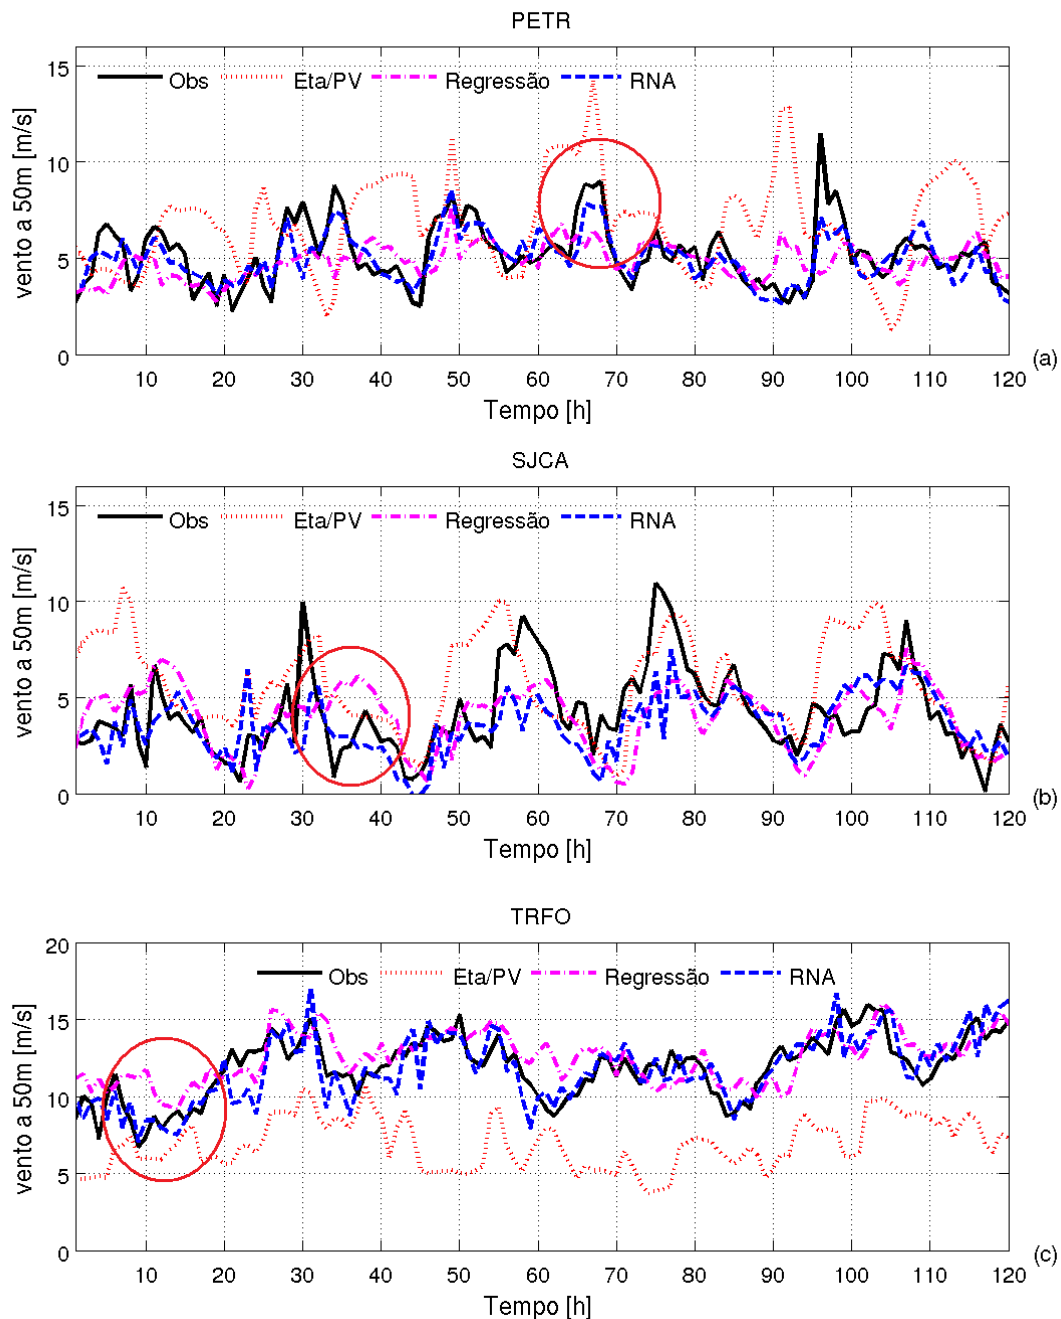 PETR
15
10
5
0
vento a 50m [m/s]
Obs Eta/PV Regressão RNA
10 20 30 40 50 60 70 80 90 100 110 120
Tempo [h]
(a)
SJCA
15
10
5
0
vento a 50m [m/s]
Obs Eta/PV Regressão RNA
10 20 30 40 50 60 70 80 90 100 110 120
Tempo [h]
(b)
TRFO
20
15
10
5
0
vento a 50m [m/s]
Obs Eta/PV Regressão RNA
10 20 30 40 50 60 70 80 90 100 110 120
Tempo [h]
(c)